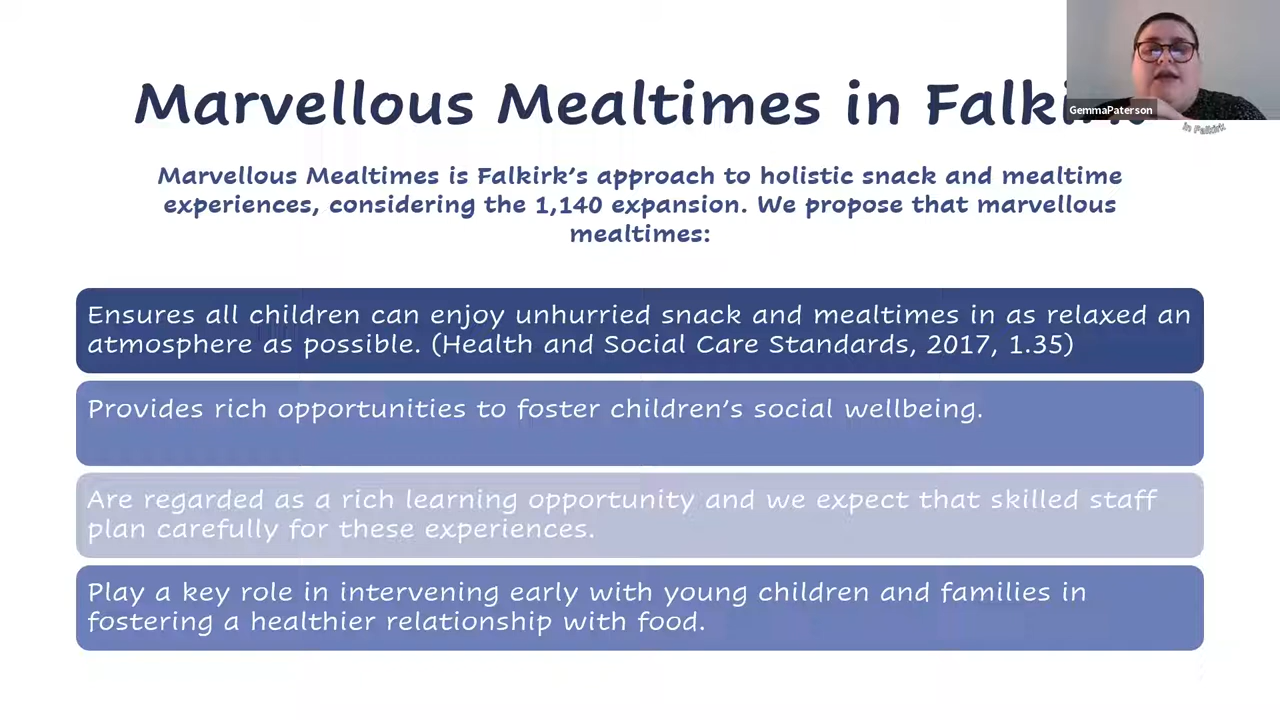 Marvellous Mealtimes in Falkirk
GemmaPaterson
in Falkirk
Marvellous Mealtimes is Falkirk’s approach to holistic snack and mealtime
experiences, considering the 1,140 expansion. We propose that marvellous
mealtimes:
Ensures all children can enjoy unhurried snack and mealtimes in as relaxed an
atmosphere as possible. (Health and Social Care Standards, 2017, 1.35)
Provides rich opportunities to foster children’s social wellbeing.
Are regarded as a rich learning opportunity and we expect that skilled staff
plan carefully for these experiences.
Play a key role in intervening early with young children and families in
fostering a healthier relationship with food.